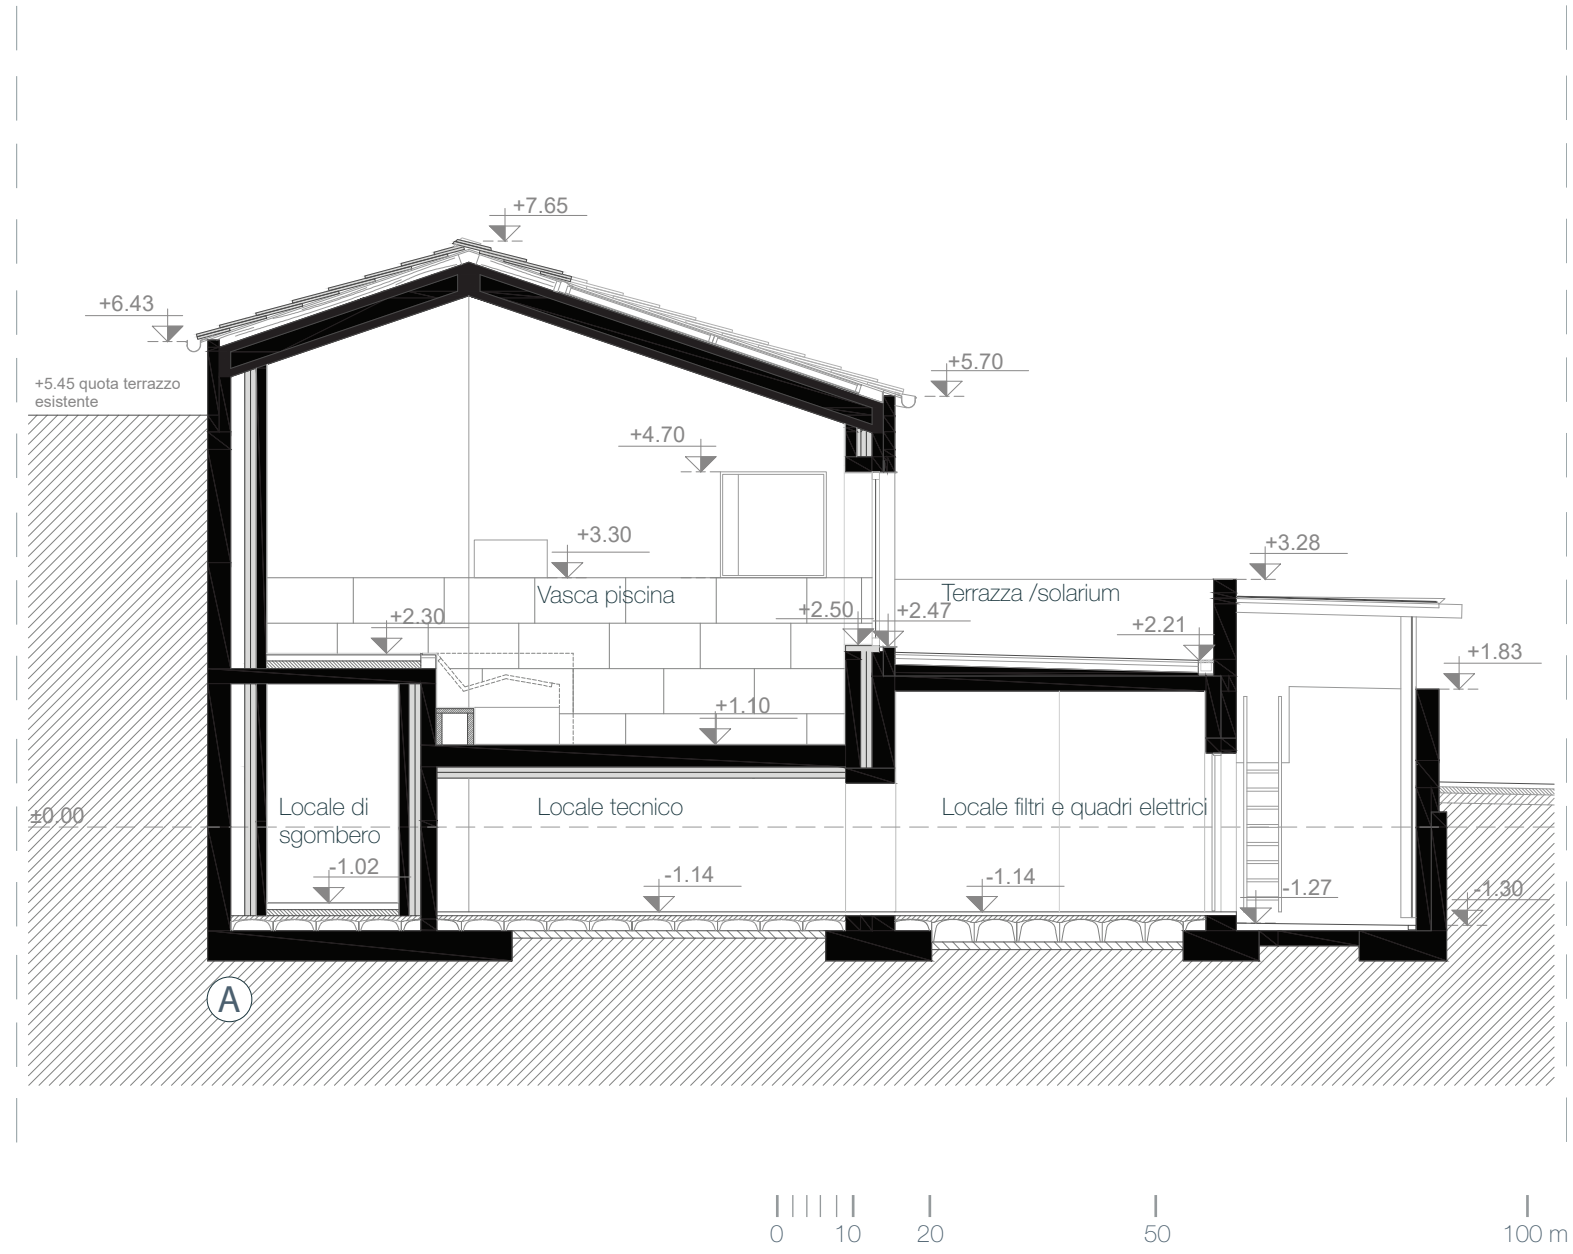 +7.65
+6.43
+5.70
+5.45 quota terrazzo
esistente
+4.70
+3.30
+3.28
Vasca piscina
Terrazza /solarium
+2.30
+2.50
+2.47
+2.21
+1.83
+1.10
Locale di
sgombero
Locale tecnico
Locale filtri e quadri elettrici
±0.00
-1.02
-1.14
-1.14
-1.27
-1.30
A
0 10 20 50 100 m